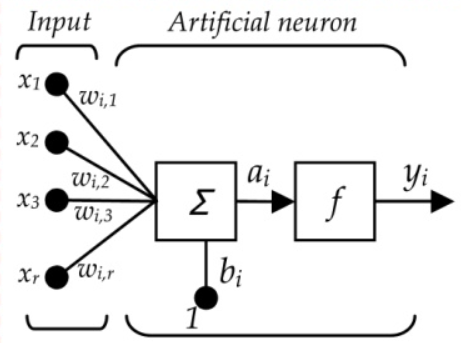 Input Artificial neuron
x1 wi,1
x2
wi,2
x3 wi,3
xr wi,r
Σ ai f yi
bi
1